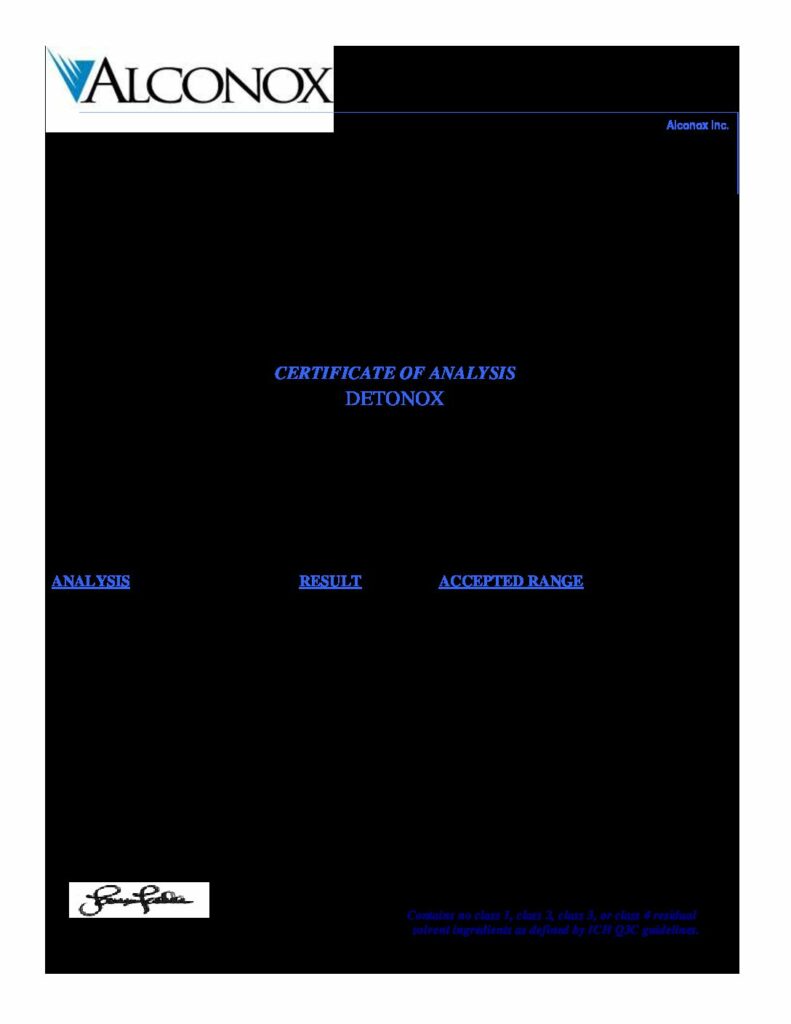 ALCONOX
Alconox Inc.
CERTIFICATE OF ANALYSIS
DETONOX
ANALYSIS RESULT ACCEPTED RANGE
Contains no class 1, class 2, class 3, or class 4 residual
solvent ingredients as defined by ICH Q3C guidelines.